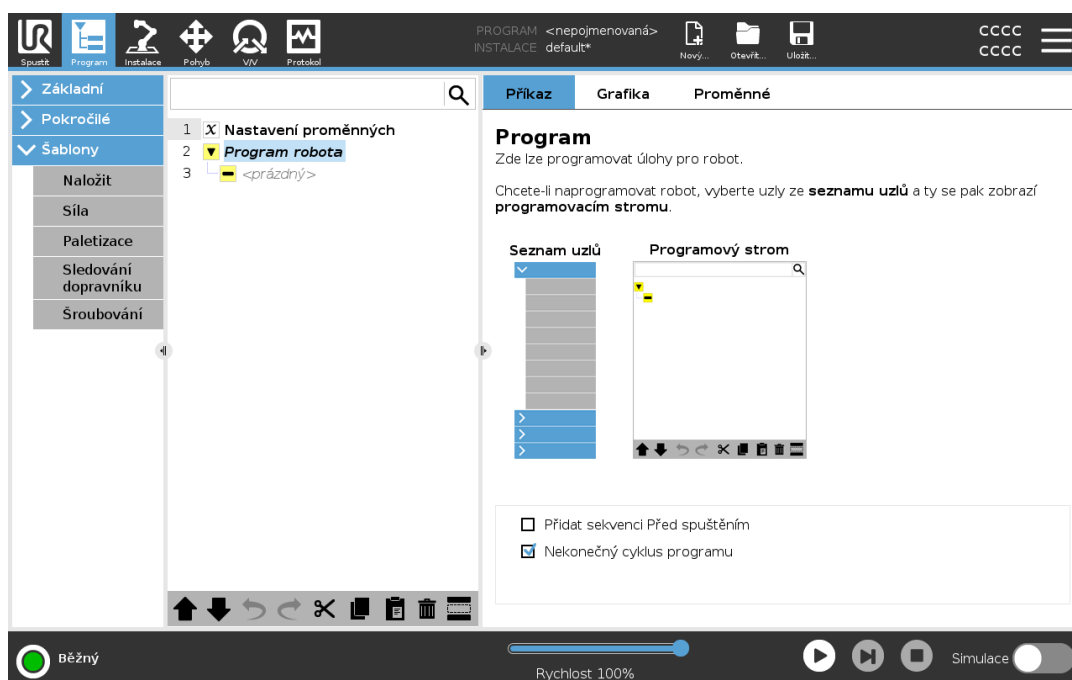 UR
PROGRAM <nepojmenovaná>
INSTALACE default*
CCCC
CCCC
Spustit
Program
Instalace
Pohyb
V/V
Protokol
Nový...
Otevřít...
Uložit...
Základní
Pokročilé
Šablony
Naložit
Síla
Paletizace
Sledování
dopravníku
Šroubování
1 X Nastavení proměnných
2 Program robota
3 <prázdný>
Příkaz Grafika Proměnné
Program
Zde lze programovat úlohy pro robot.
Chcete-li naprogramovat robot, vyberte uzly ze seznamu uzlů a ty se pak zobrazí
programovacím stromu.
Seznam uzlů
Programový strom
Přidat sekvenci Před spuštěním
Nekonečný cyklus programu
Běžný
Rychlost 100%
Simulace